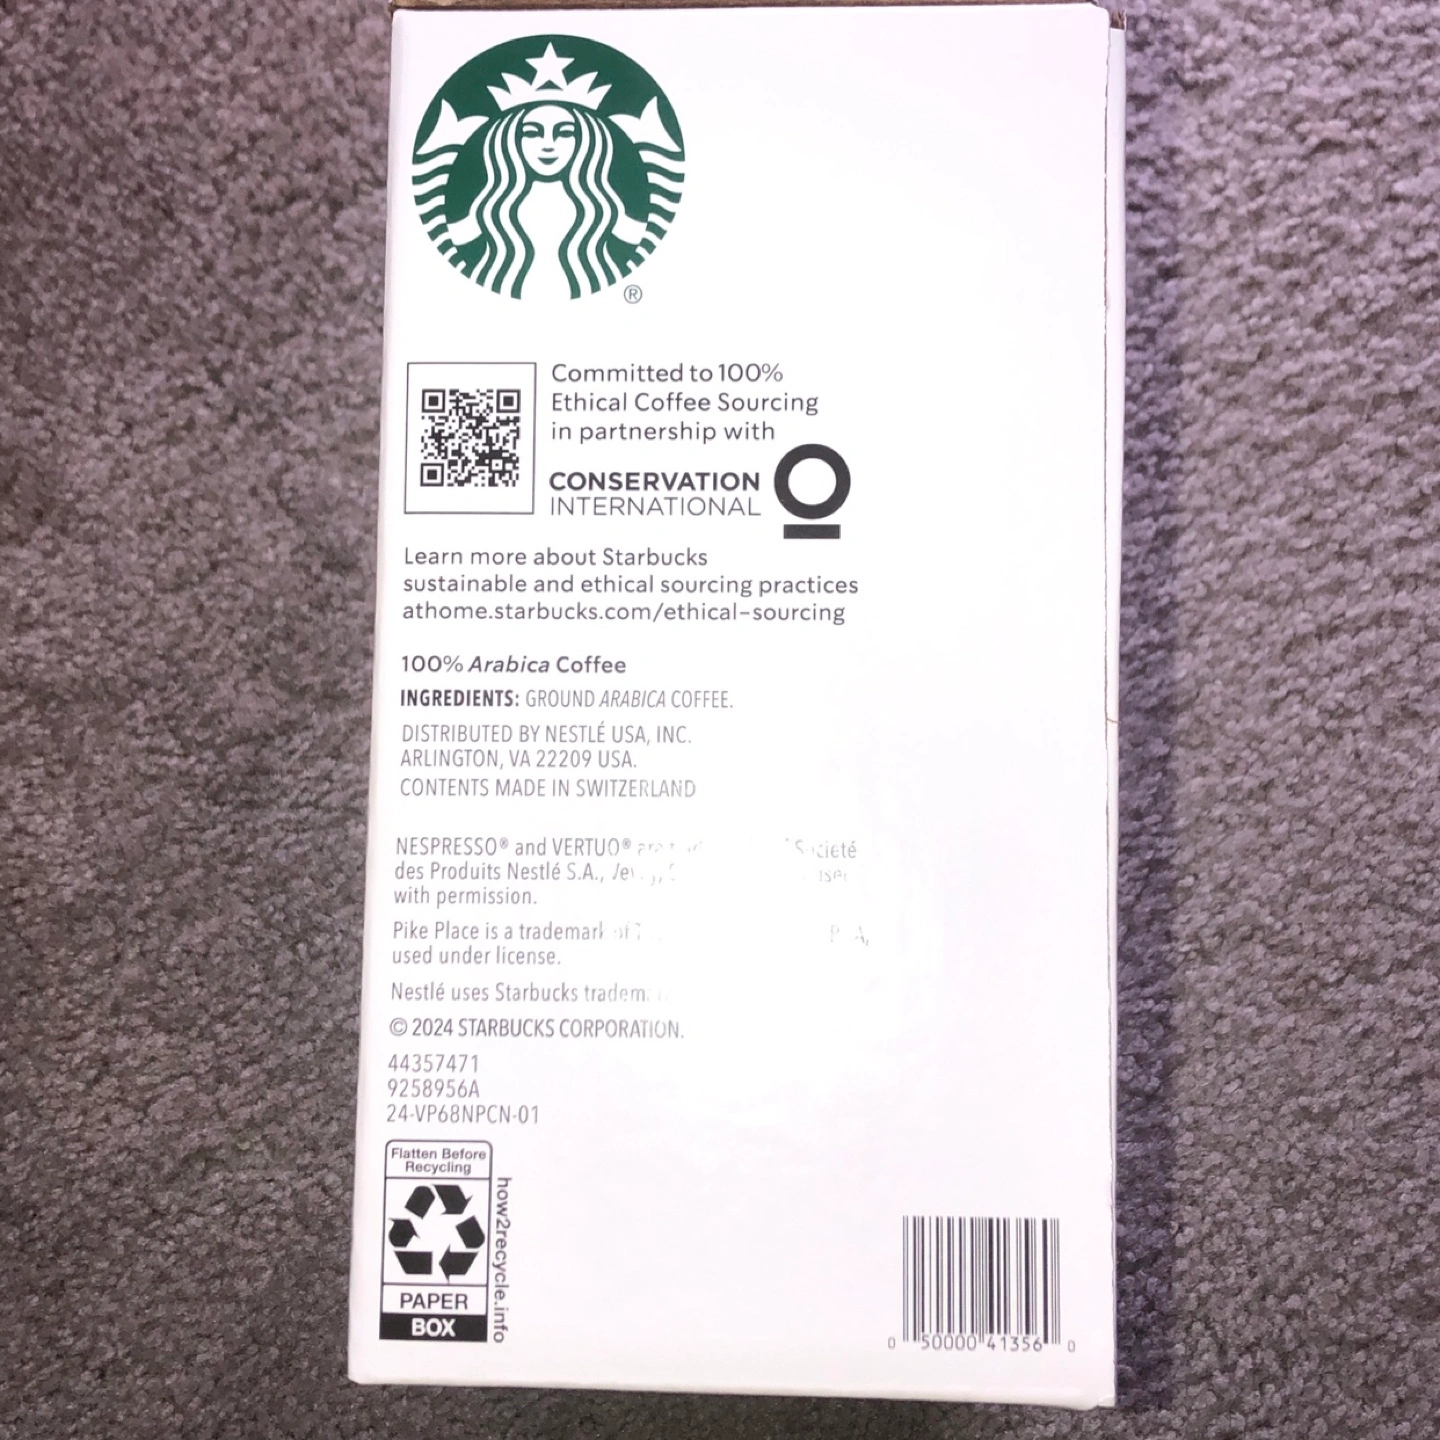 ®
Committed to 100%
Ethical Coffee Sourcing
in partnership with
CONSERVATION
INTERNATIONAL
Learn more about Starbucks
sustainable and ethical sourcing practices
athome.starbucks.com/ethical-sourcing
100% Arabica Coffee
INGREDIENTS: GROUND ARABICA COFFEE.
DISTRIBUTED BY NESTLÉ USA, INC.
ARLINGTON, VA 22209 USA.
CONTENTS MADE IN SWITZERLAND
NESPRESSO® and VERTUO® are Societé
des Produits Nestlé S.A.,
with permission.
Pike Place is a trademark of
used under license.
Nestlé uses Starbucks
© 2024 STARBUCKS CORPORATION.
44357471
9258956A
24-VP68NPCN-01
Flatten Before
Recycling
PAPER
BOX
how2recycle.info
0 50000 41356 0